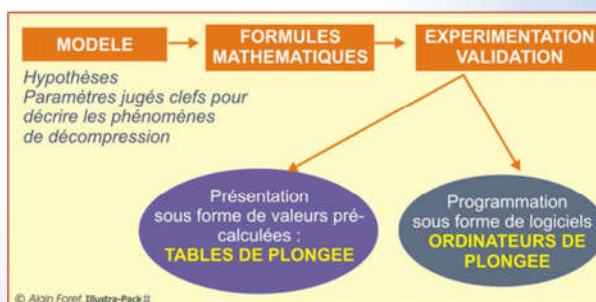 MODELE
FORMULES
MATHEMATIQUES
EXPERIMENTATION
VALIDATION
Hypothèses
Paramètres jugés clefs pour
décrire les phénomènes
de décompression
Présentation
sous forme de valeurs pré-
calculées :
TABLES DE PLONGEE
Programmation
sous forme de logiciels
ORDINATEURS DE
PLONGEE
© Alain Foret Illustra-Pack II